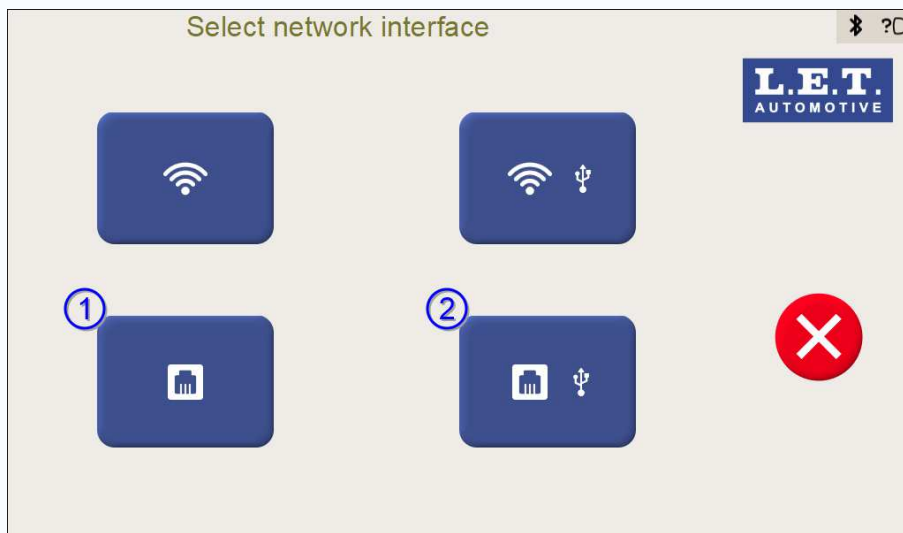 Select network interface
?
L.E.T.
AUTOMOTIVE
1
2